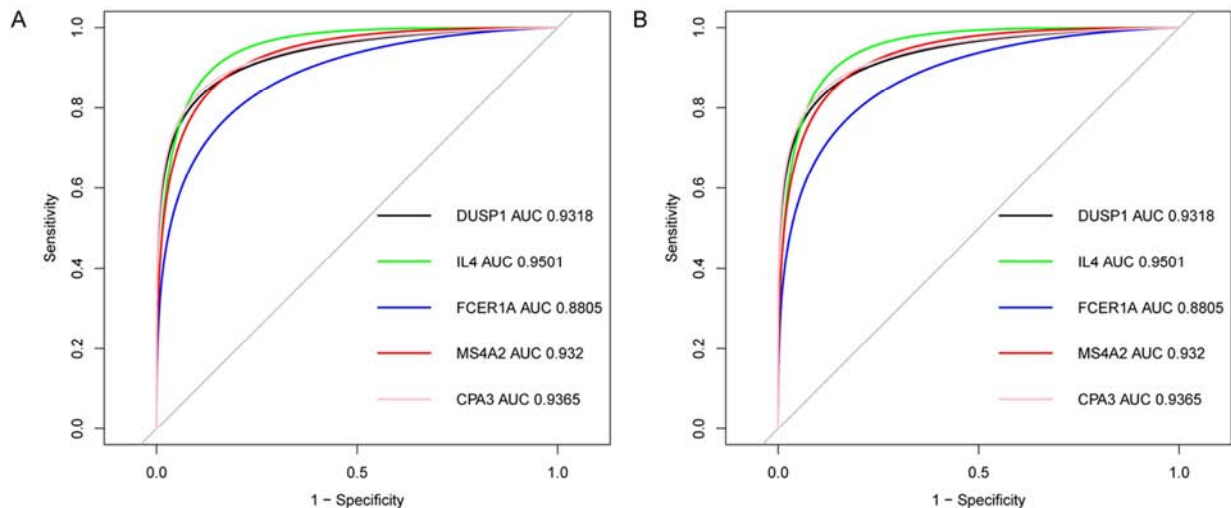 A
Sensitivity
1.0
0.8
0.6
0.4
0.2
0.0
DUSP1 AUC 0.9318
IL4 AUC 0.9501
FCER1A AUC 0.8805
MS4A2 AUC 0.932
CPA3 AUC 0.9365
0.0 0.5 1.0
1 − Specificity
B
Sensitivity
1.0
0.8
0.6
0.4
0.2
0.0
DUSP1 AUC 0.9318
IL4 AUC 0.9501
FCER1A AUC 0.8805
MS4A2 AUC 0.932
CPA3 AUC 0.9365
0.0 0.5 1.0
1 − Specificity